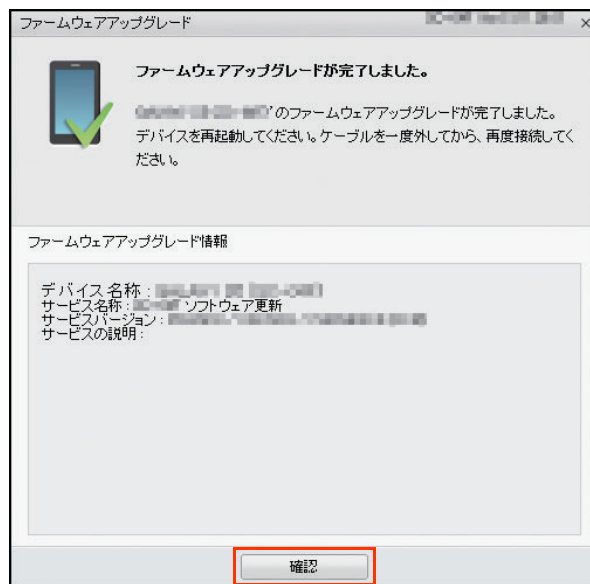 ファームウェアアップグレード
ファームウェアアップグレードが完了しました。
'のファームウェアアップグレードが完了しました。
デバイスを再起動してください。ケーブルを一度外してから、再度接続してく
ださい。
ファームウェアアップグレード情報
デバイス名称:
サービス名称: ソフトウェア更新
サービスバージョン:
サービスの説明:
確認